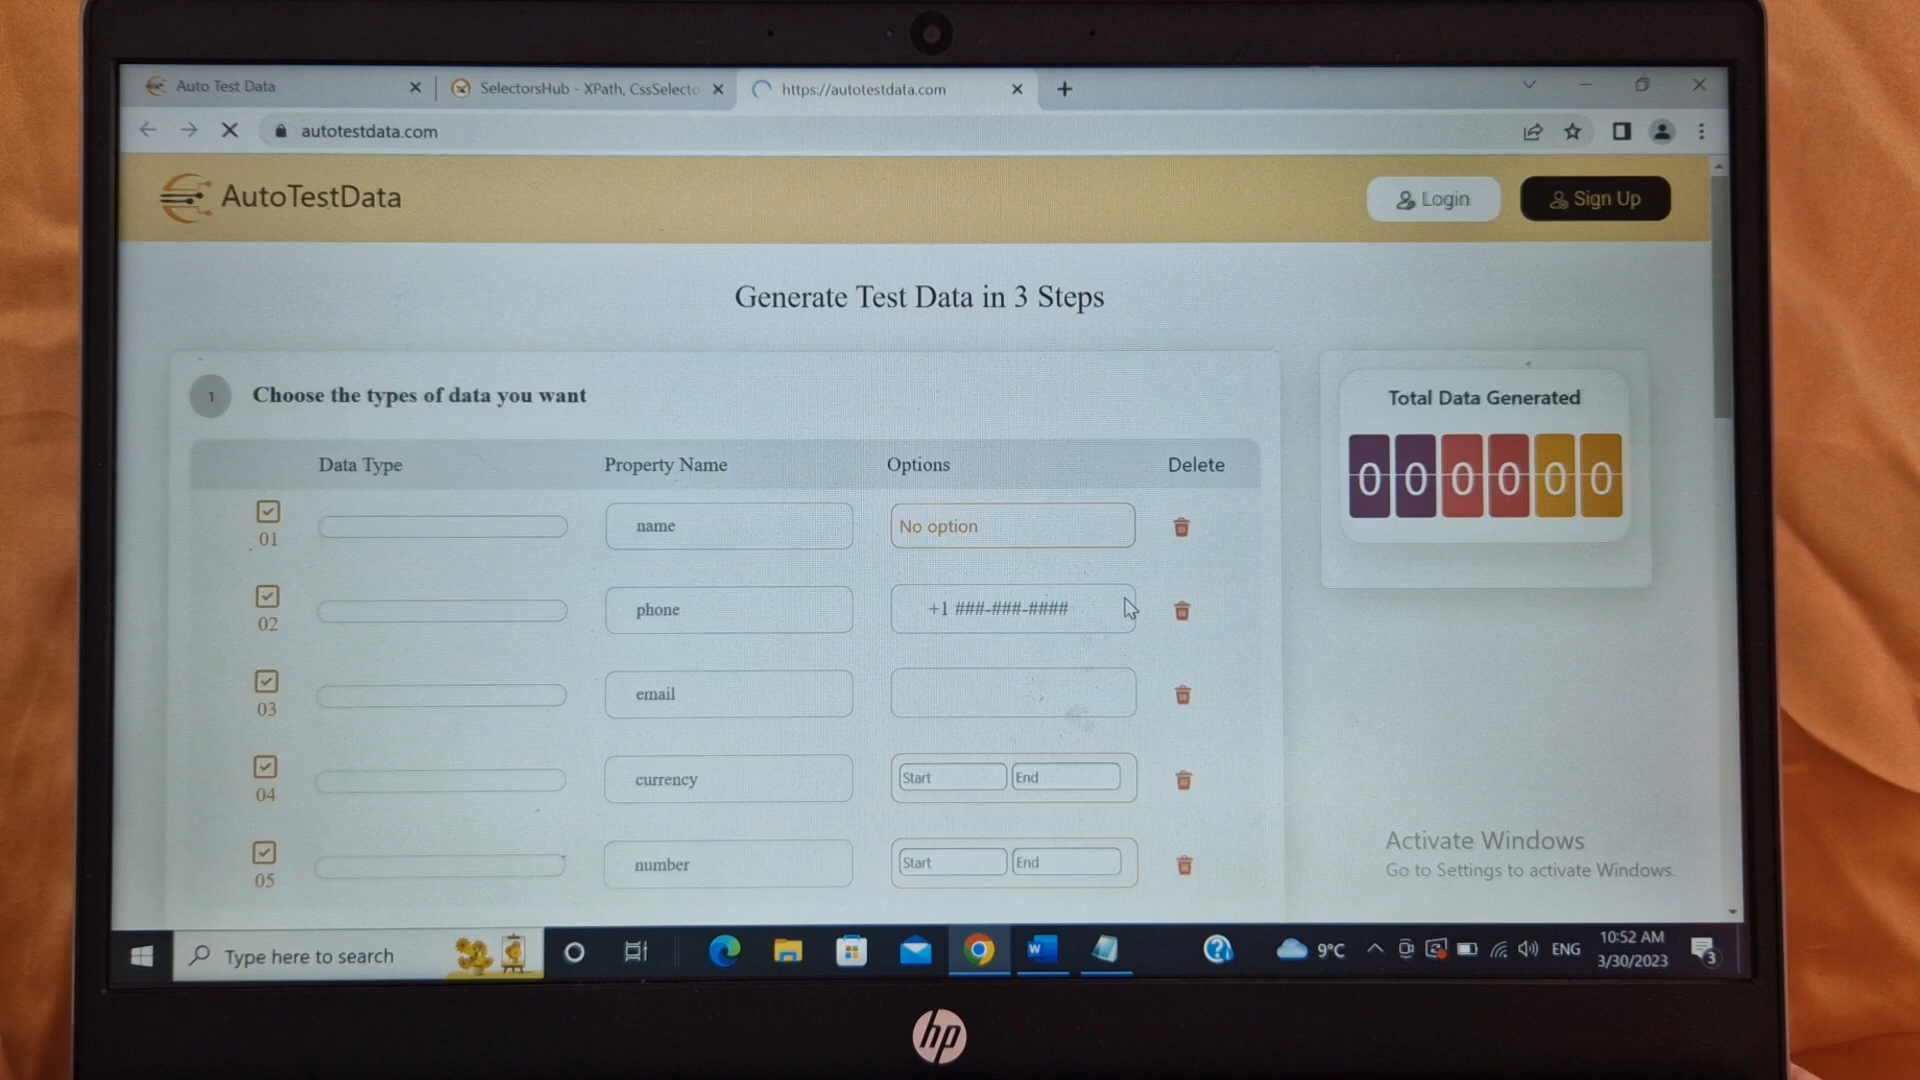 Auto Test Data
SelectorsHub - XPath, CssSelecto
https://autotestdata.com
autotestdata.com
AutoTestData
Login
Sign Up
Generate Test Data in 3 Steps
1 Choose the types of data you want
Data Type Property Name Options Delete
01 name No option
02 phone +1 ###-###-####
03 email
04 currency Start End
05 number Start End
Total Data Generated
0 0 0 0 0 0
Activate Windows
Go to Settings to activate Windows.
Type here to search
W
9°C
ENG
10:52 AM
3/30/2023
3
hp